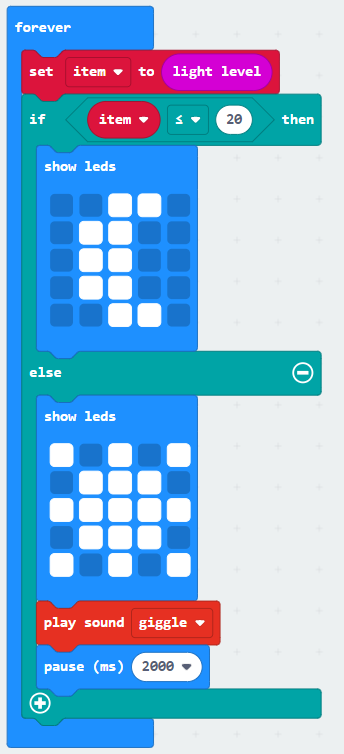 forever
set item to light level
if item ≤ 20 then
show leds
else
show leds
play sound giggle
pause (ms) 2000